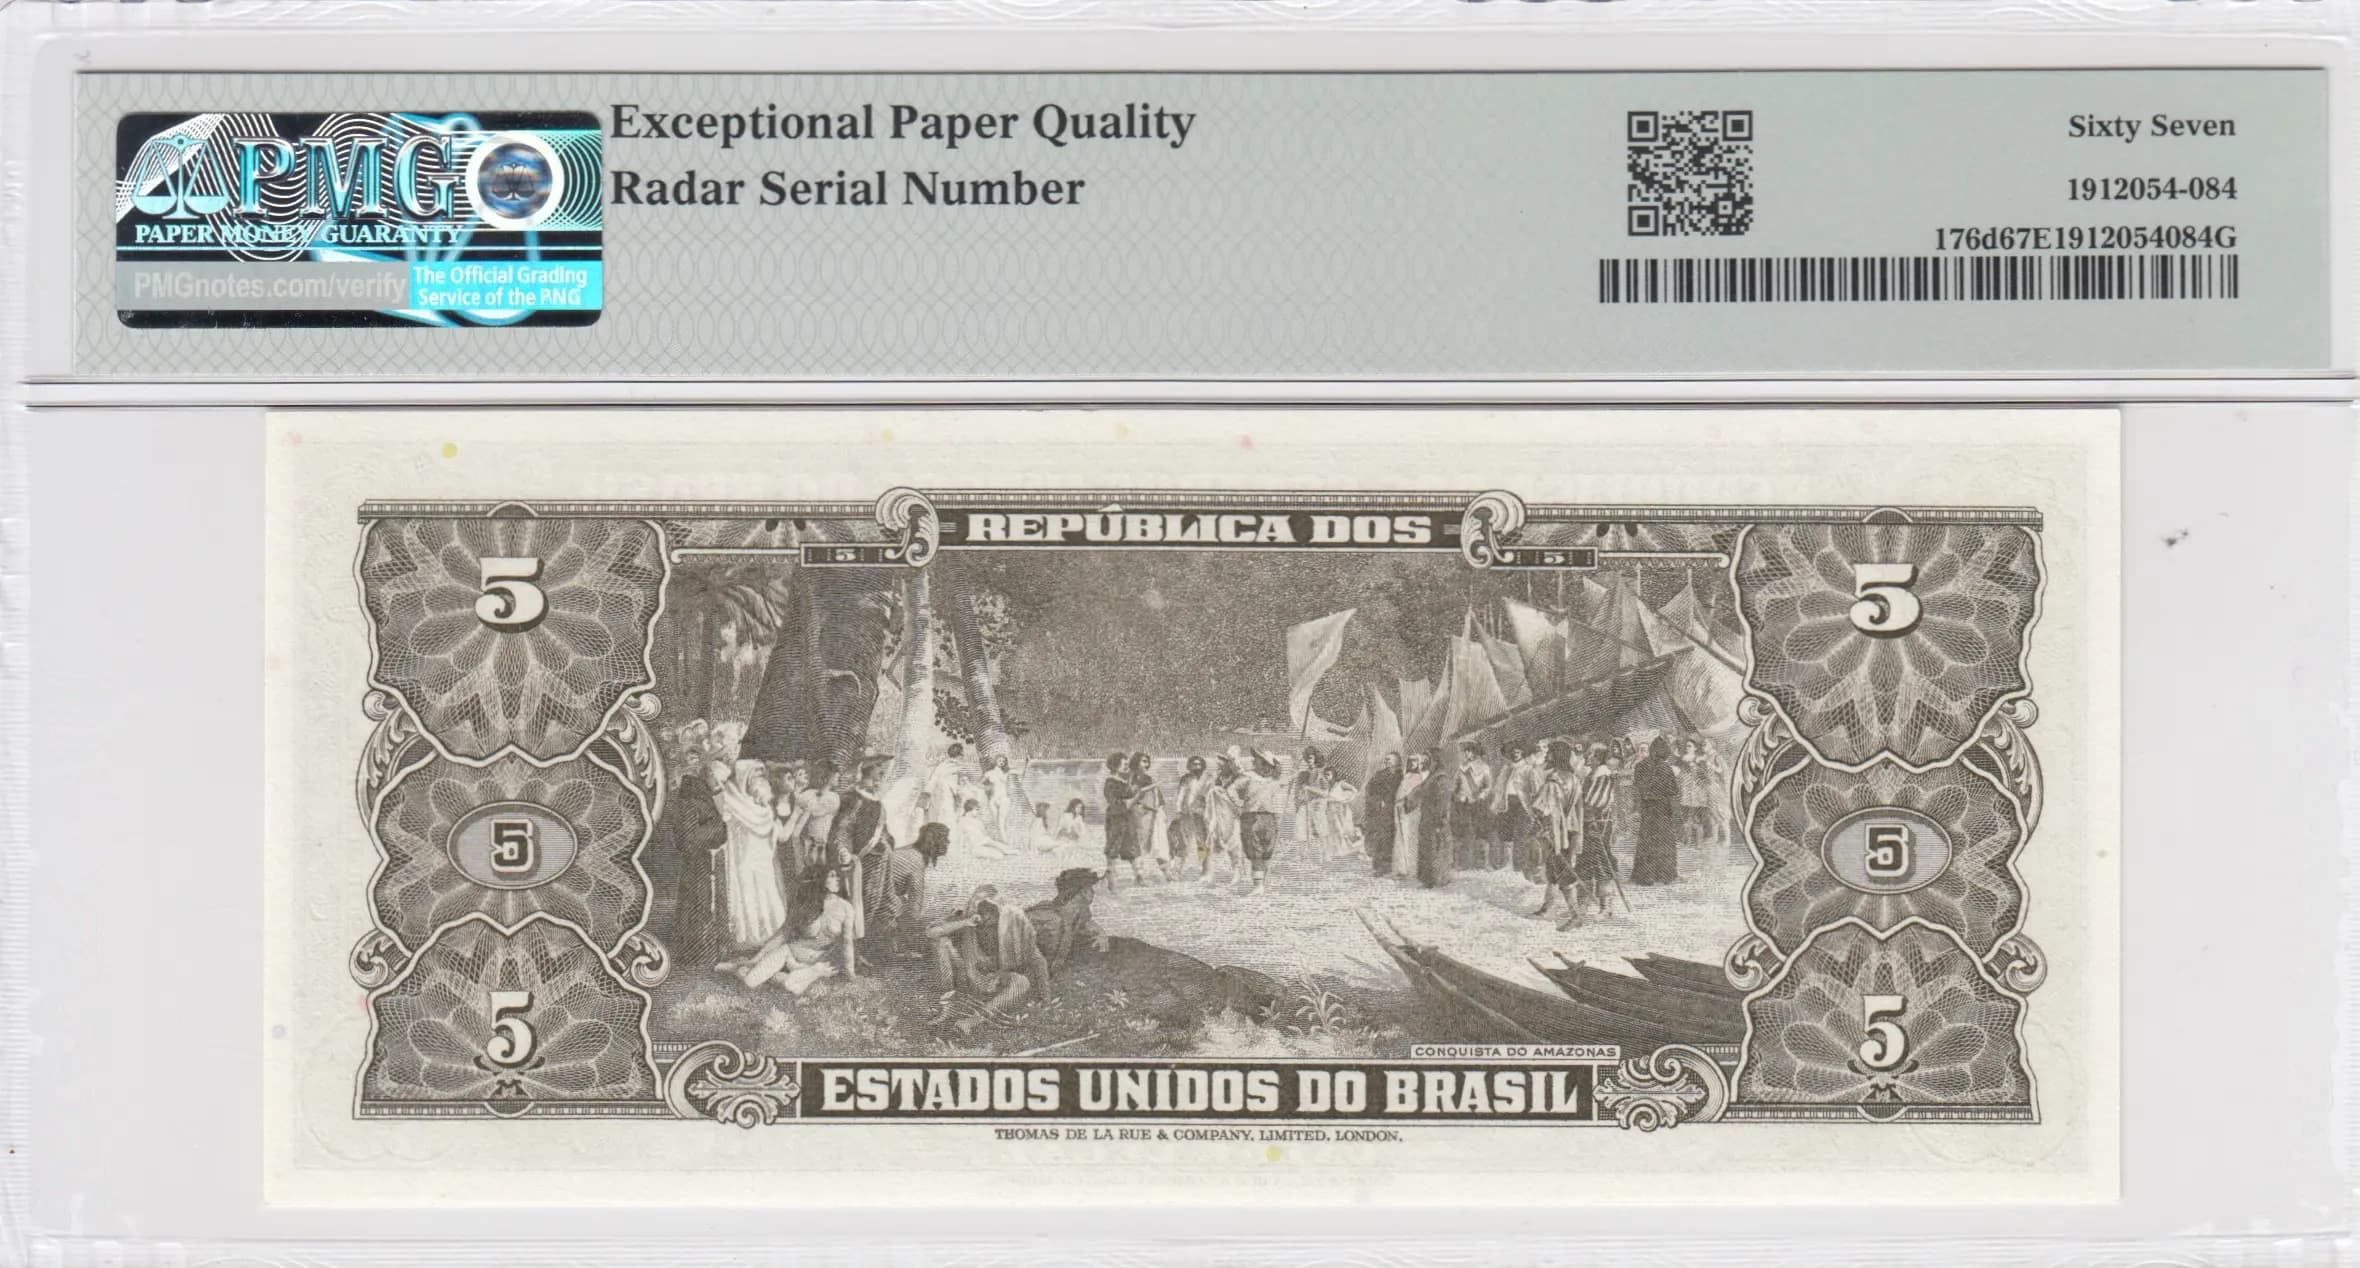 PMG
PAPER MONEY GUARANTY
PMGnotes.com/verify
The Official Grading
Service of the PNG
Exceptional Paper Quality
Radar Serial Number
Sixty Seven
1912054-084
176d67E1912054084G
REPÚBLICA DOS
5
5
5
5
5
5
5
5
CONQUISTA DO AMAZONAS
ESTADOS UNIDOS DO BRASIL
THOMAS DE LA RUE & COMPANY, LIMITED, LONDON.